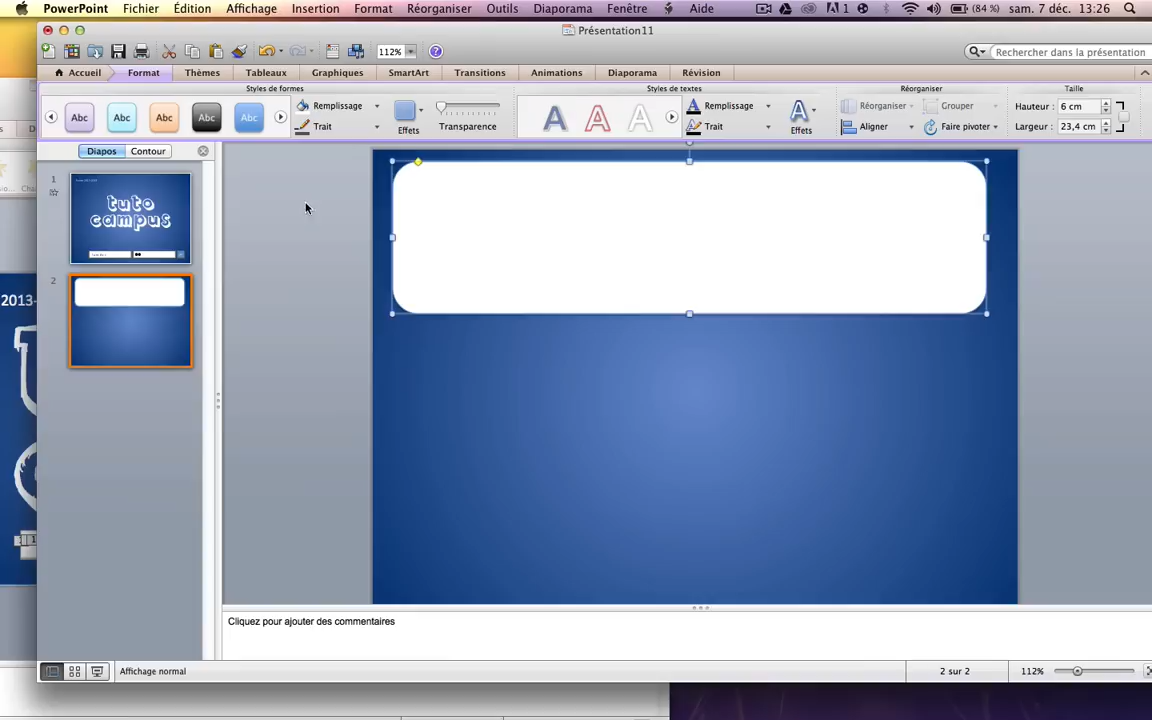 PowerPoint Fichier Édition Affichage Insertion Format Réorganiser Outils Diaporama Fenêtre Aide 1 (84 %) sam. 7 déc. 13:26
Présentation11
112% Rechercher dans la présentation
Accueil Format Thèmes Tableaux Graphiques SmartArt Transitions Animations Diaporama Révision
Styles de formes Styles de textes Réorganiser Taille
Abc Abc Abc Abc Abc Remplissage Remplissage Réorganiser Grouper Hauteur : 6 cm
Trait Effets Transparence Trait Effets Aligner Faire pivoter Largeur : 23,4 cm
Diapos Contour
1
tuto
campus
2
2013-
Cliquez pour ajouter des commentaires
Affichage normal 2 sur 2 112%